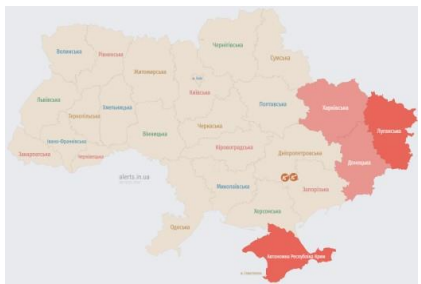 Чернігівська
Волинська
Рівненська
Сумська
Житомирська
м. Київ
Київська
Львівська
Полтавська
Харківська
Хмельницька
Тернопільська
Черкаська
Луганська
Вінницька
Івано-Франківська
Кіровоградська
Дніпропетровська
Закарпатська
Чернівецька
Донецька
alerts.in.ua
Миколаївська
Запорізька
Херсонська
Одеська
Автономна Республіка Крим